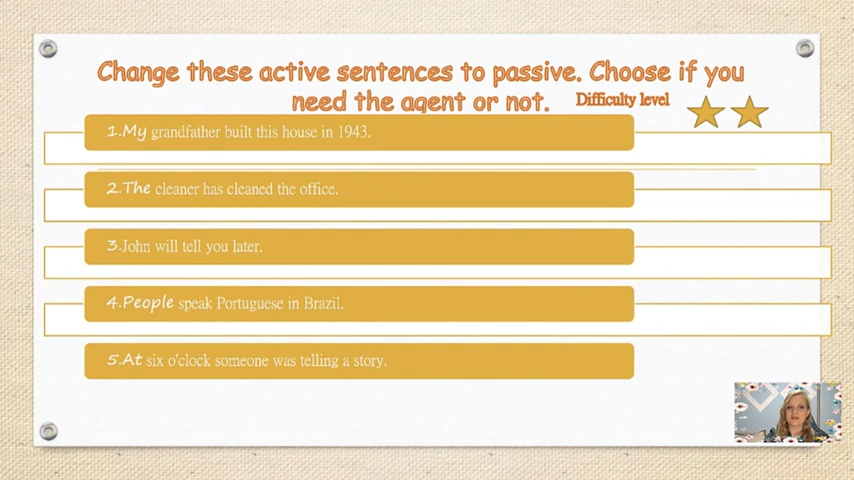 Change these active sentences to passive. Choose if you
need the agent or not. Difficulty level
1.My grandfather built this house in 1943.
2.The cleaner has cleaned the office.
3.John will tell you later.
4.People speak Portuguese in Brazil.
5.At six o'clock someone was telling a story.